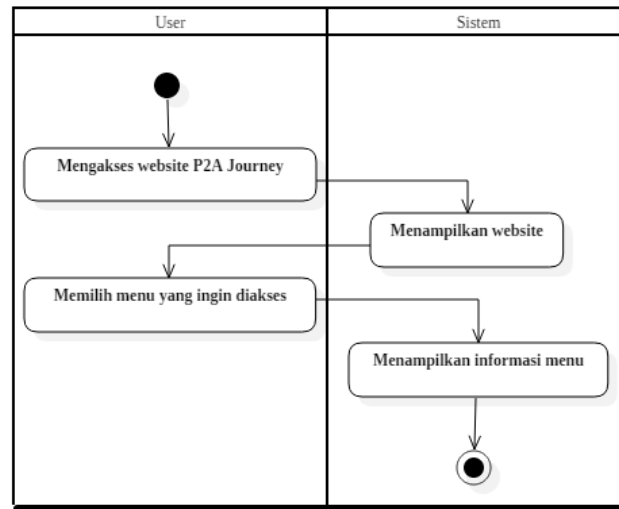 User
Sistem
Mengakses website P2A Journey
Menampilkan website
Memilih menu yang ingin diakses
Menampilkan informasi menu